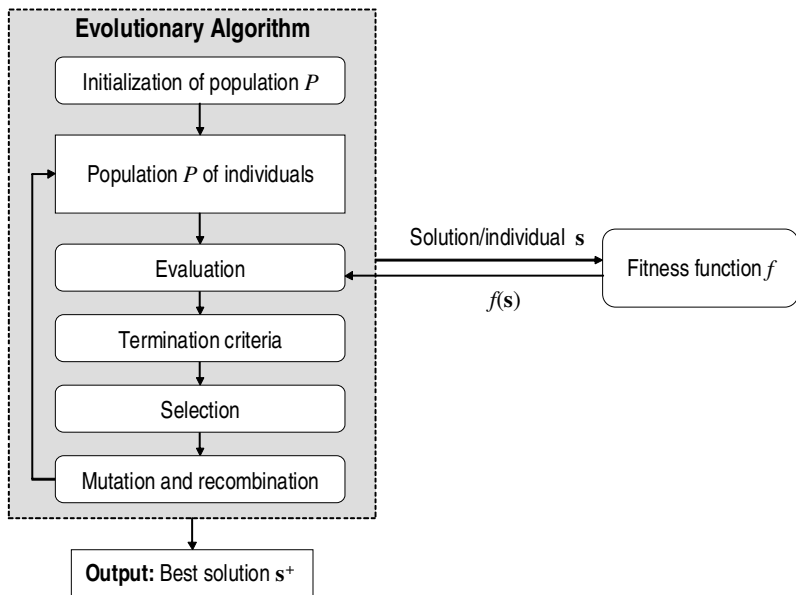 Evolutionary Algorithm
Initialization of population P
Population P of individuals
Evaluation
Termination criteria
Selection
Mutation and recombination
Solution/individual s
f(s)
Fitness function f
Output: Best solution s⁺